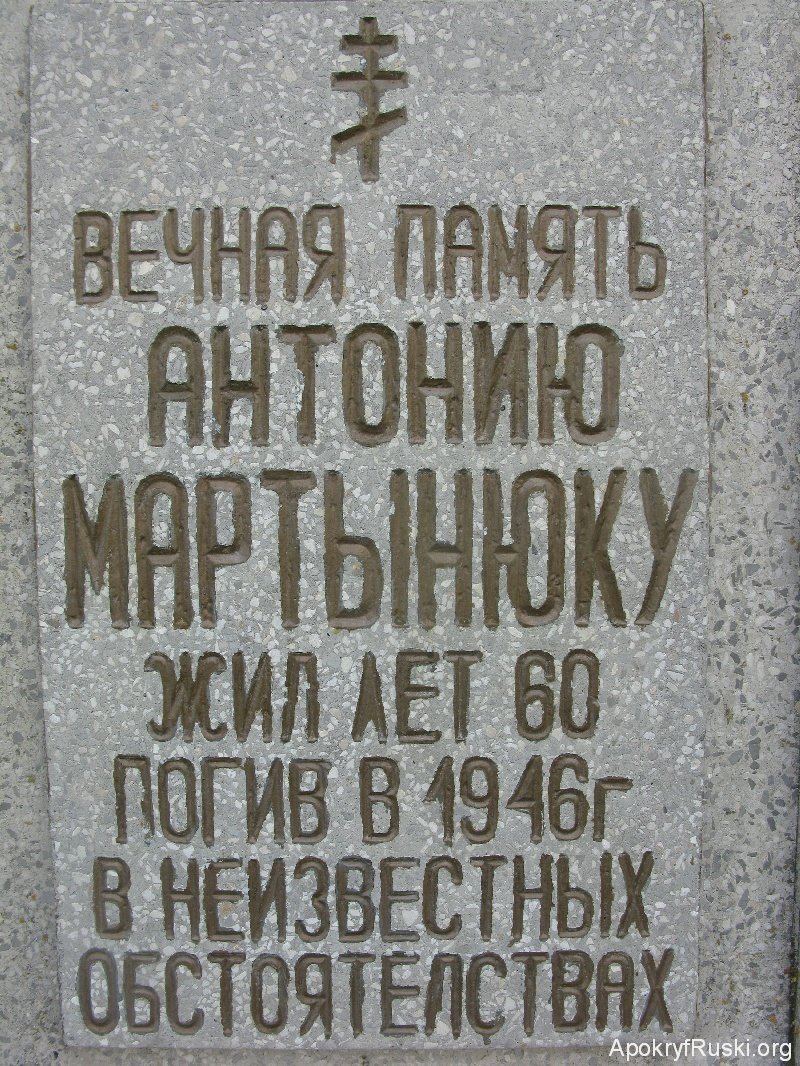 ВЕЧНАЯ ПАМЯТЬ
АНТОНИЮ
МАРТЫНЮКУ
ЖИЛ ЛЕТ 60
ПОГИВ В 1946г
В НЕИЗВЕСТНЫХ
ОБСТОЯТЕЛСТВАХ
ApokryfRuski.org